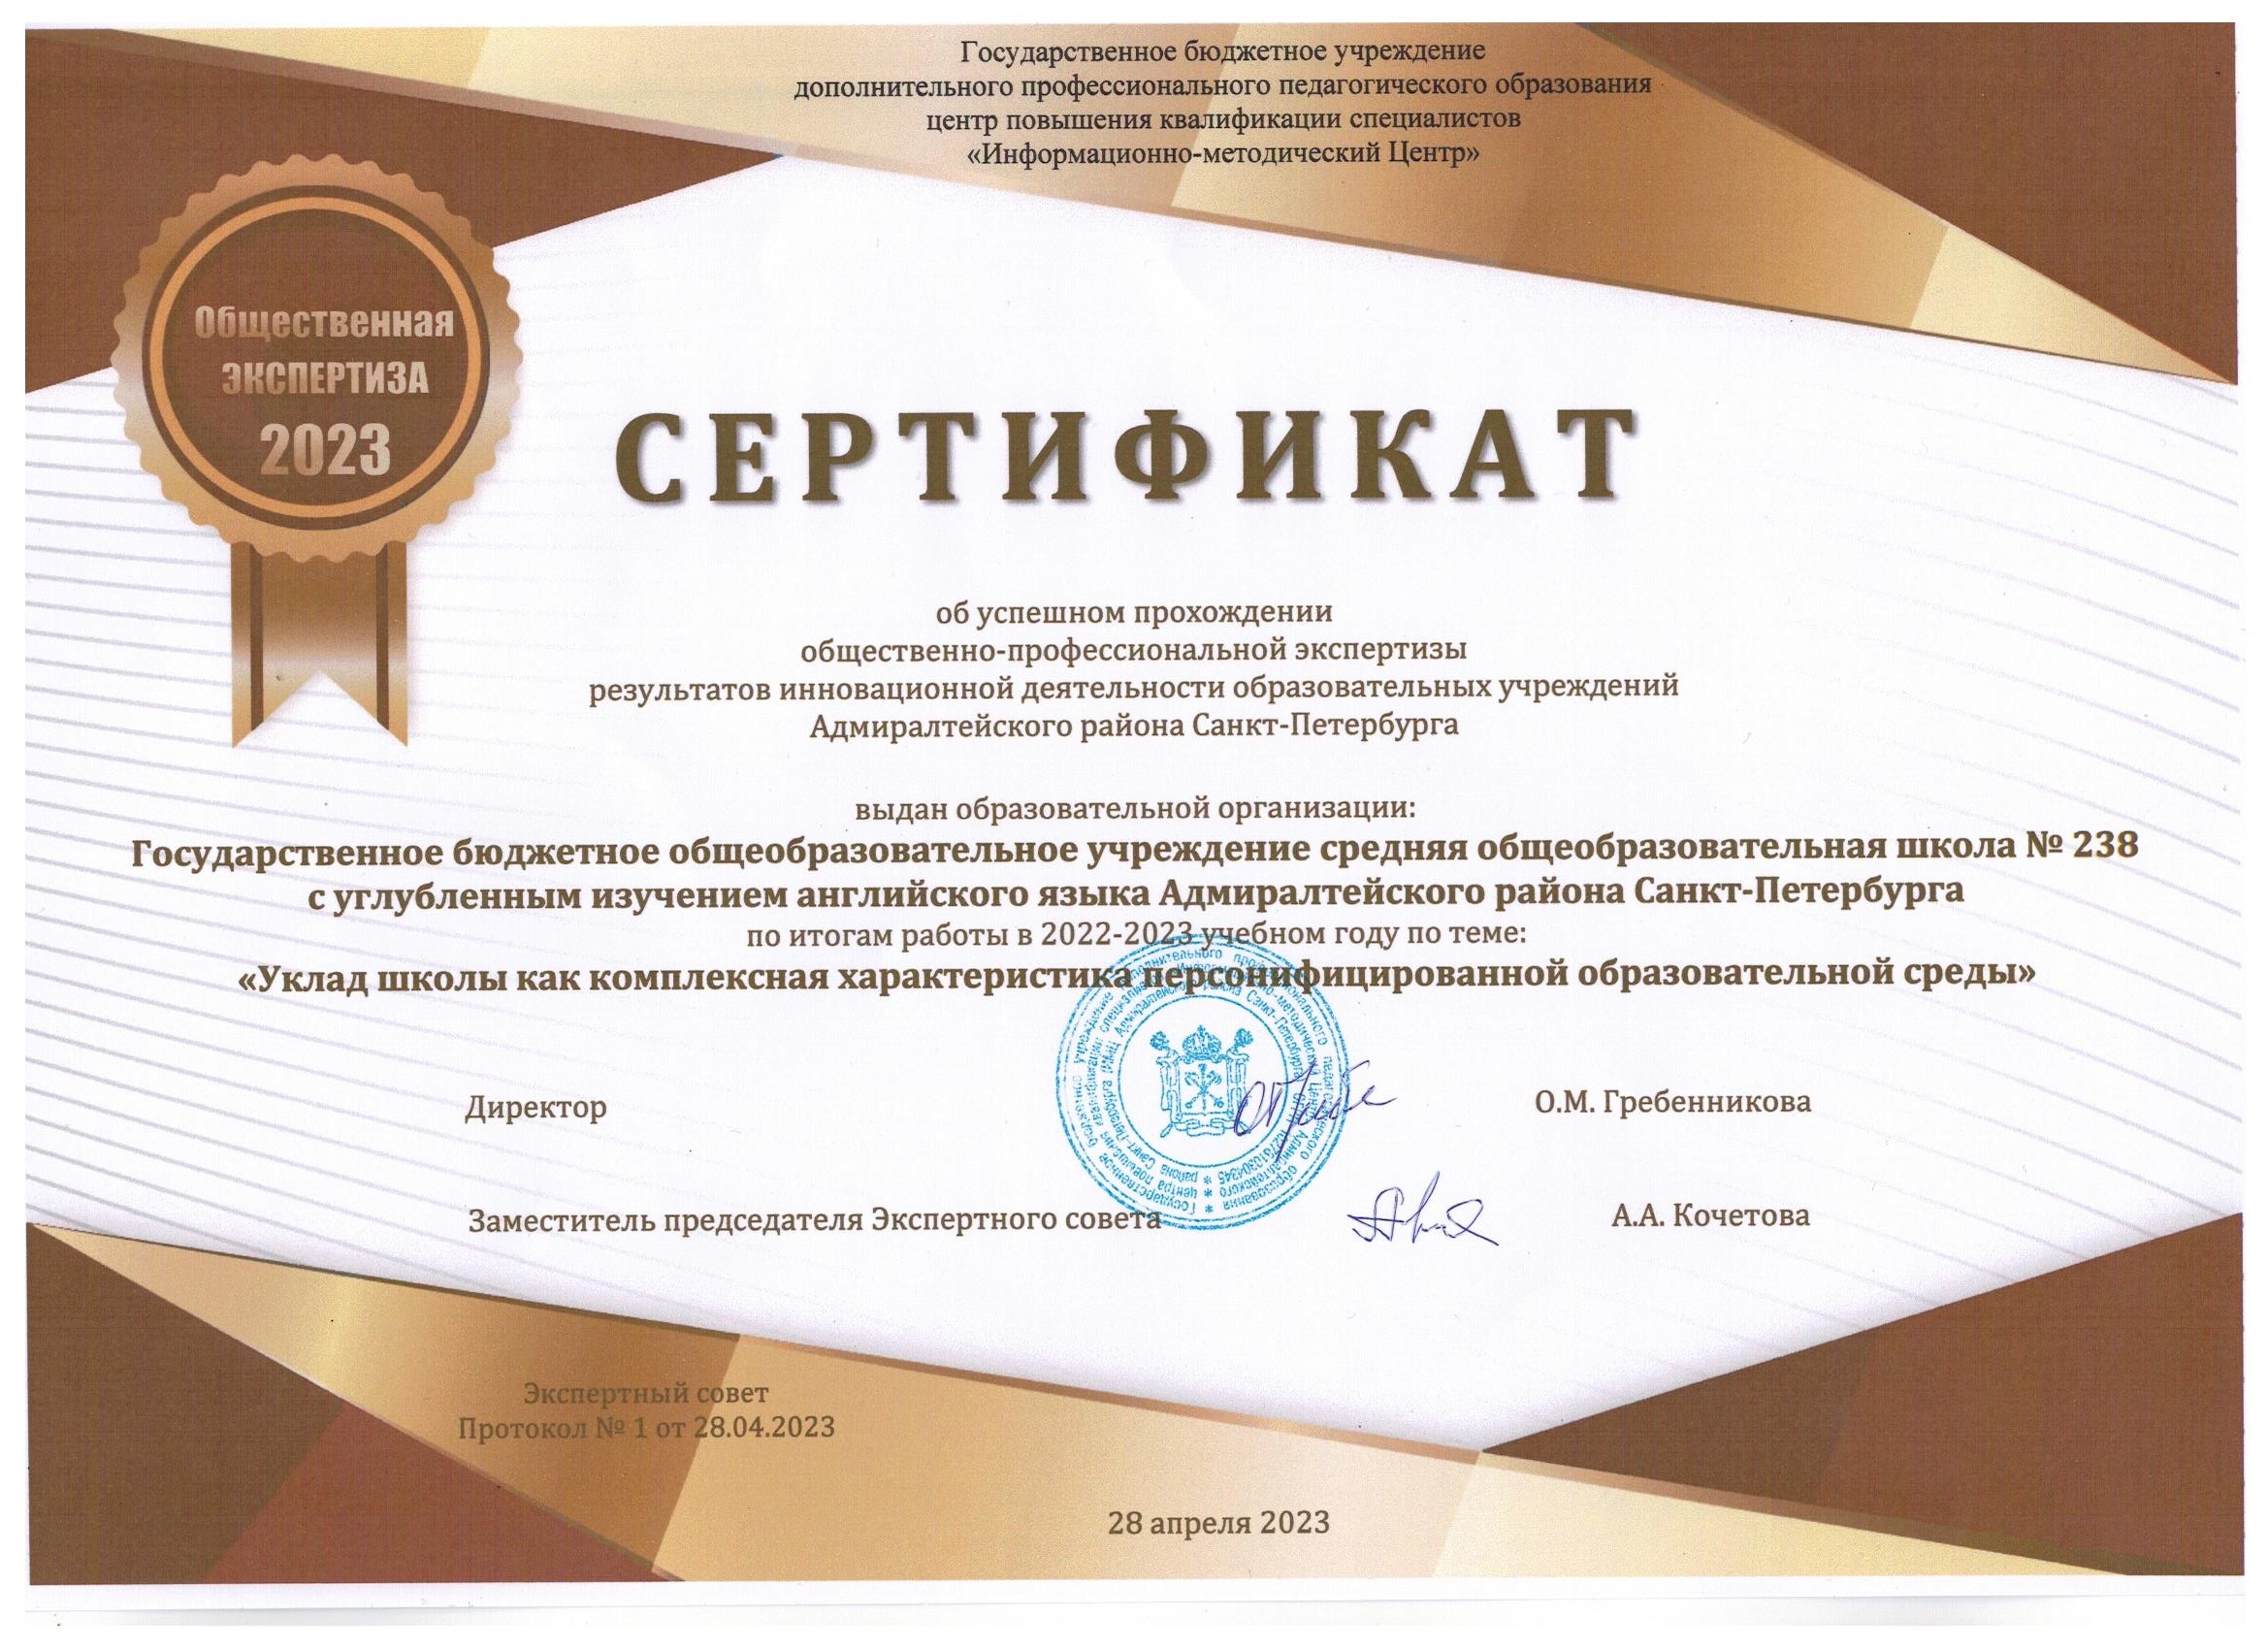 Государственное бюджетное учреждение
дополнительного профессионального педагогического образования
центр повышения квалификации специалистов
«Информационно-методический Центр»
Общественная
ЭКСПЕРТИЗА
2023
СЕРТИФИКАТ
об успешном прохождении
общественно-профессиональной экспертизы
результатов инновационной деятельности образовательных учреждений
Адмиралтейского района Санкт-Петербурга
выдан образовательной организации:
Государственное бюджетное общеобразовательное учреждение средняя общеобразовательная школа № 238
с углубленным изучением английского языка Адмиралтейского района Санкт-Петербурга
по итогам работы в 2022-2023 учебном году по теме:
«Уклад школы как комплексная характеристика персонифицированной образовательной среды»
Директор
О.М. Гребенникова
Заместитель председателя Экспертного совета
А.А. Кочетова
Экспертный совет
Протокол № 1 от 28.04.2023
28 апреля 2023